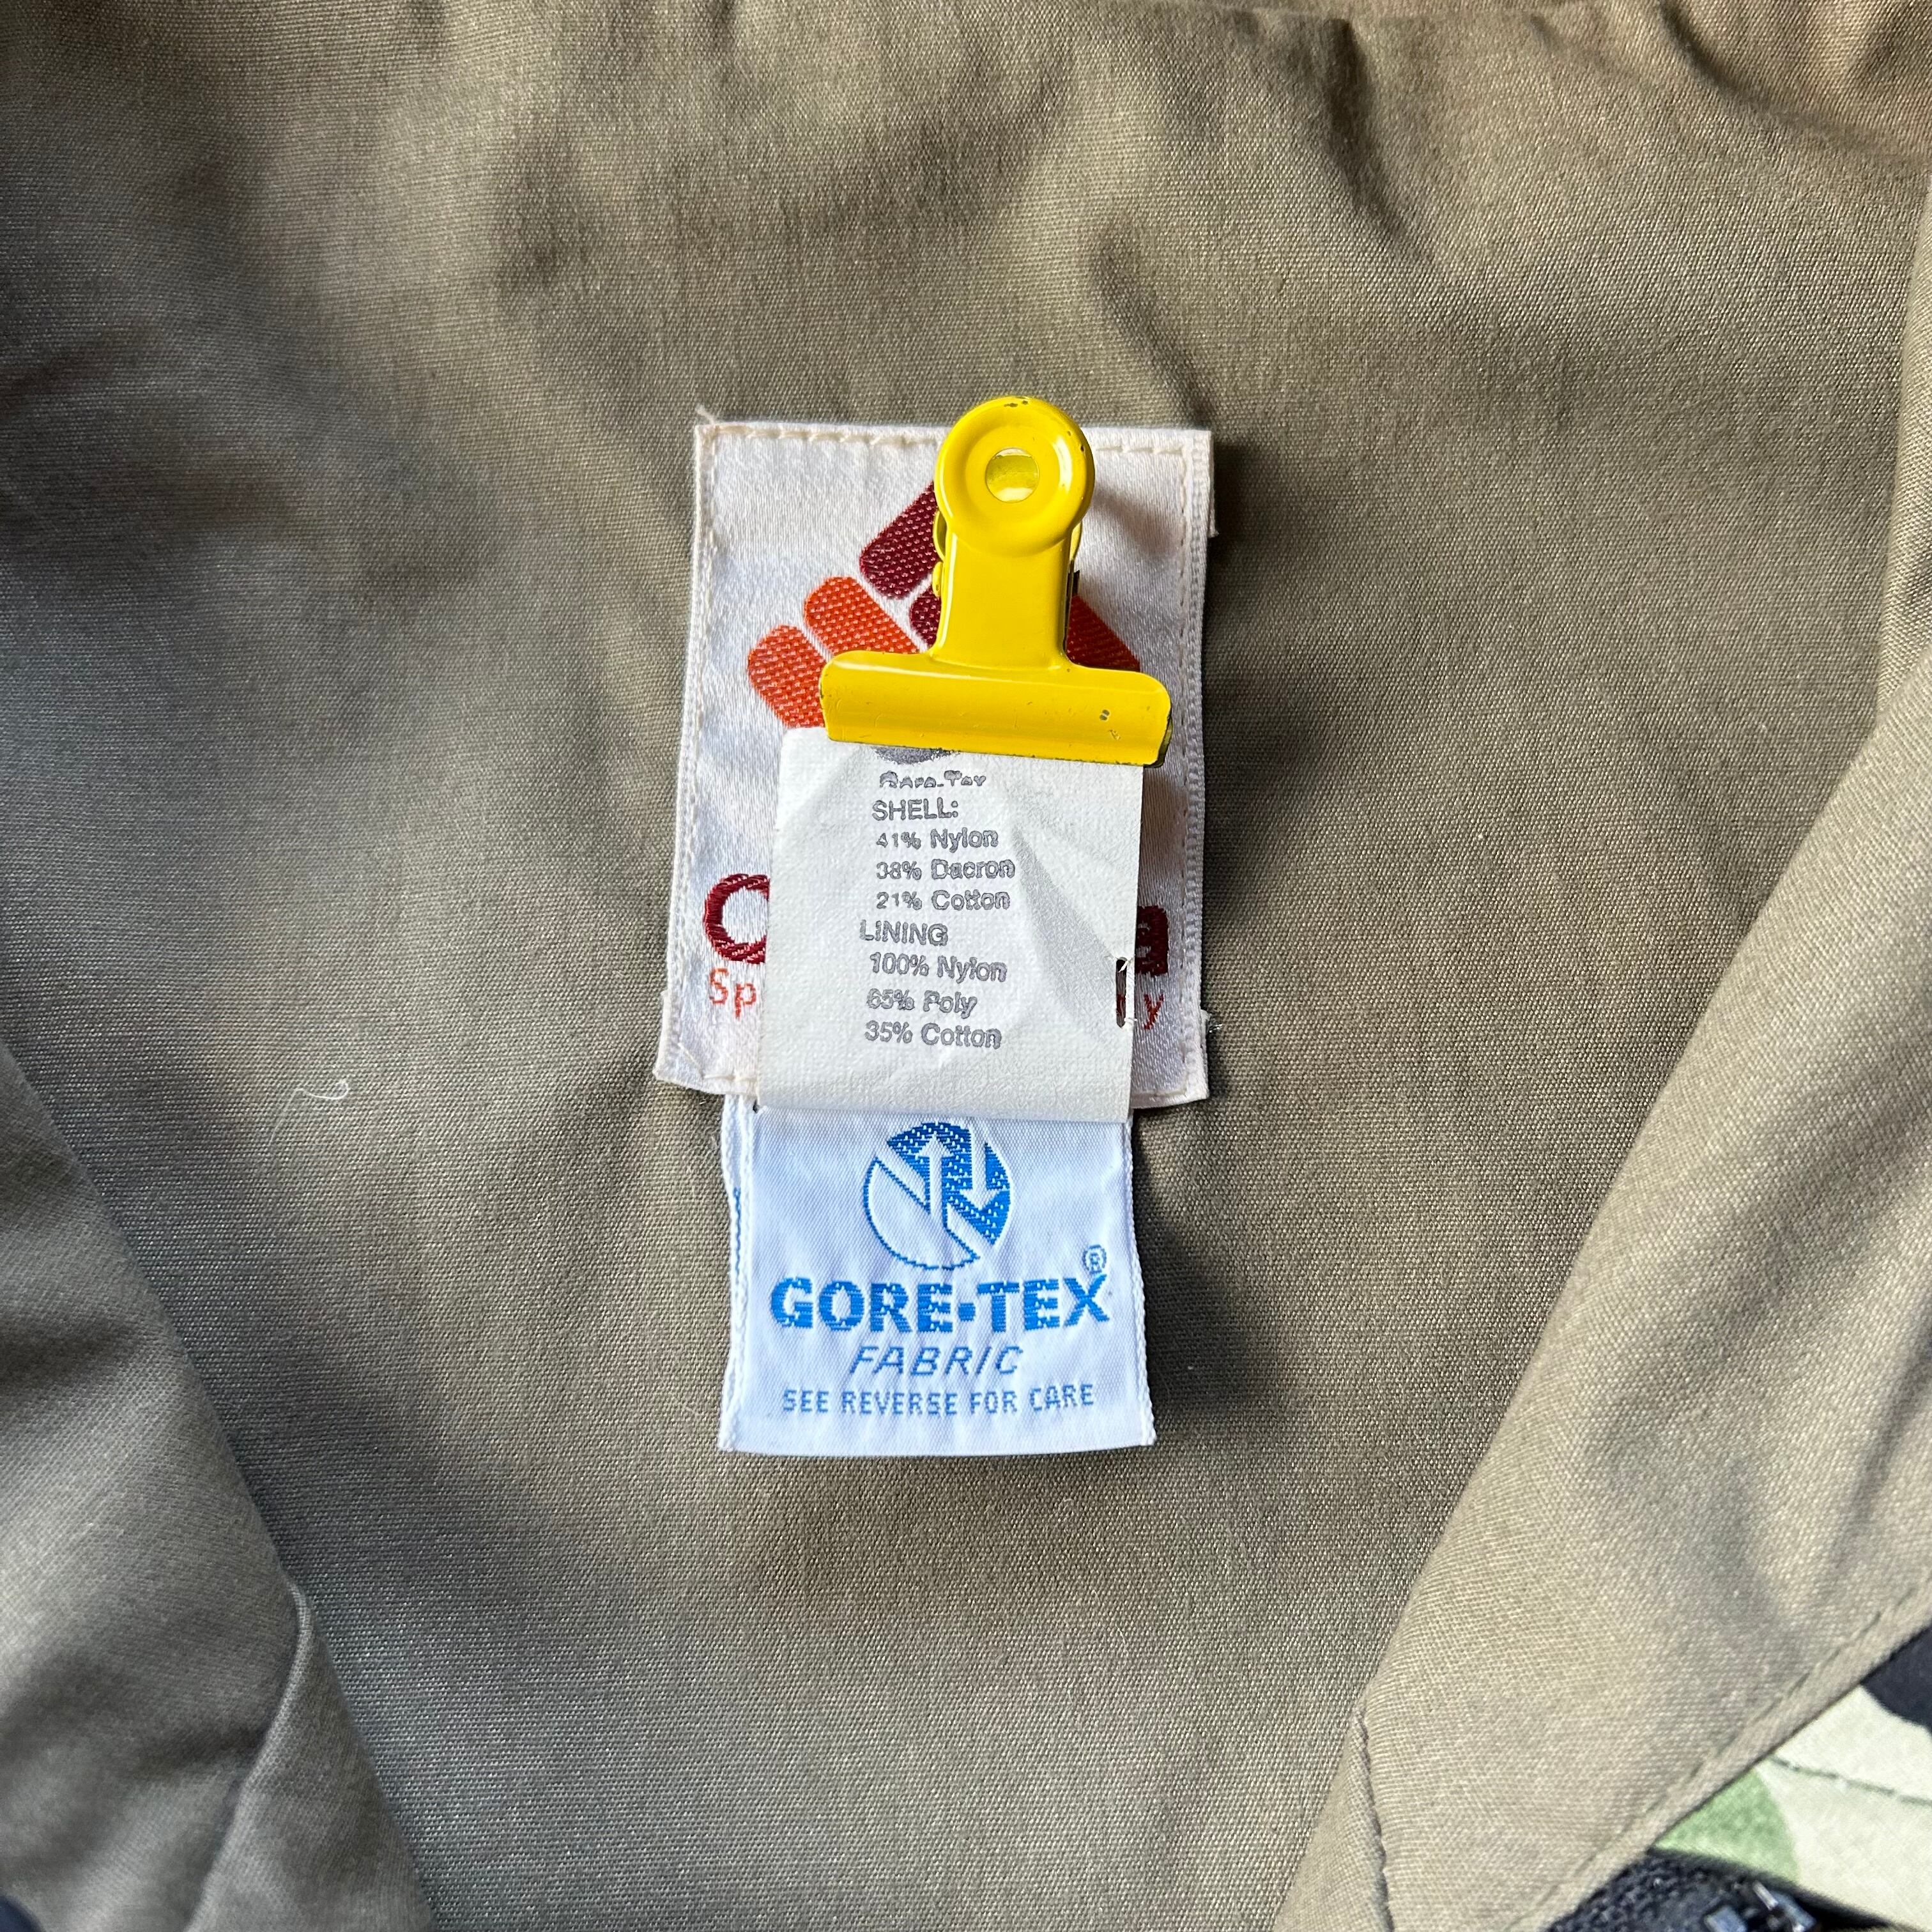 Gore-Tex
SHELL:
41% Nylon
38% Dacron
21% Cotton
LINING
100% Nylon
65% Poly
35% Cotton
GORE-TEX®
FABRIC
SEE REVERSE FOR CARE